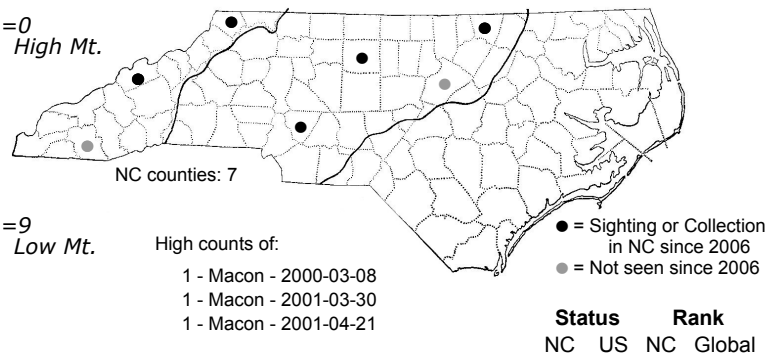 =0
High Mt.
NC counties: 7
=9
Low Mt.
High counts of:
1 - Macon - 2000-03-08
1 - Macon - 2001-03-30
1 - Macon - 2001-04-21
● = Sighting or Collection
in NC since 2006
● = Not seen since 2006
Status Rank
NC US NC Global